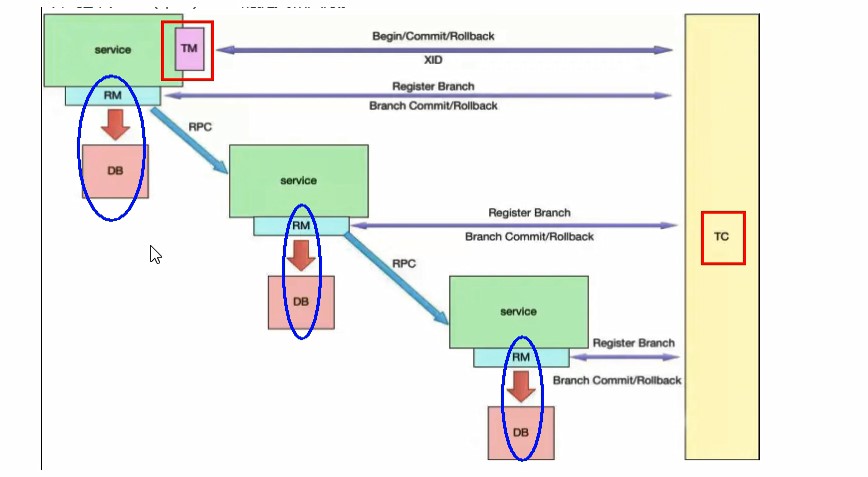 Begin/Commit/Rollback
service
TM
XID
RM
Register Branch
Branch Commit/Rollback
RPC
DB
service
Register Branch
RM
Branch Commit/Rollback
TC
RPC
DB
service
Register Branch
RM
Branch Commit/Rollback
DB